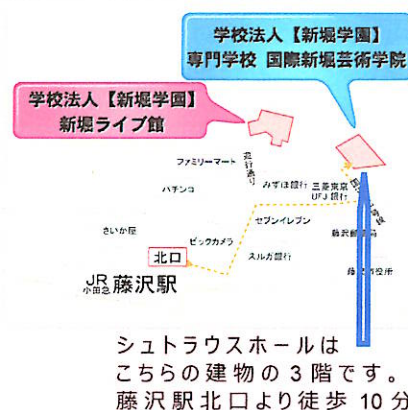 学校法人【新堀学園】
専門学校 国際新堀芸術学院
学校法人【新堀学園】
新堀ライブ館
ファミリーマート
遊行通り
パチンコ
みずほ銀行
三菱東京
UFJ 銀行
セブンイレブン
さいか屋
ビックカメラ
スルガ銀行
北口
JR
小田急 藤沢駅
シュトラウスホールは
こちらの建物の3階です。
藤沢駅北口より徒歩 10 分